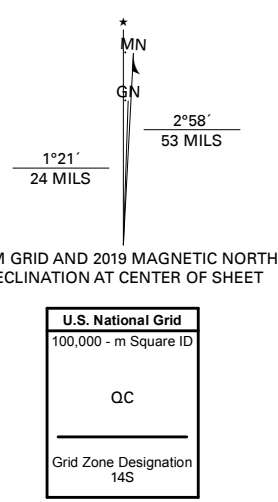 MN
GN
2°58´
53 MILS
1°21´
24 MILS
M GRID AND 2019 MAGNETIC NORTH
ECLINATION AT CENTER OF SHEET
U.S. National Grid
100,000 - m Square ID
QC
Grid Zone Designation
14S